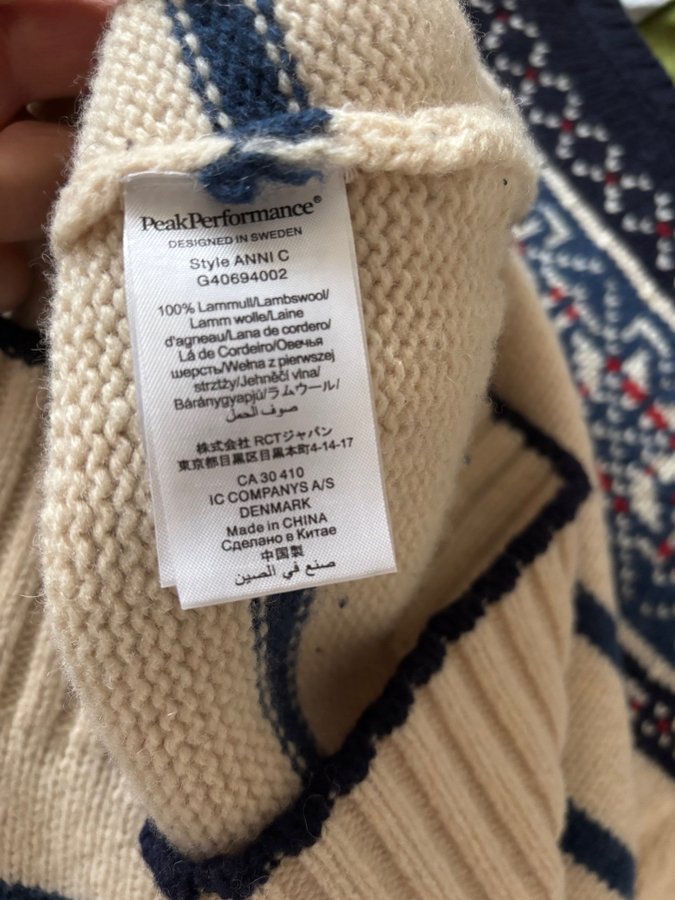 PeakPerformance®
DESIGNED IN SWEDEN
Style ANNI C
G40694002
100% Lammull/Lambswool/
Lamm wolle/Laine
d'agneau/Lana de cordero/
Lá de Cordeiro/Овечья
шерсть/Wełna z pierwszej
strztży/Jehněčí vlna/
Báránygyapjú/ラムウール/
صوف الحمل
株式会社 RCTジャパン
東京都目黒区目黒本町4-14-17
CA 30 410
IC COMPANYS A/S
DENMARK
Made in CHINA
Сделано в Китае
中国製
صنع في الصين